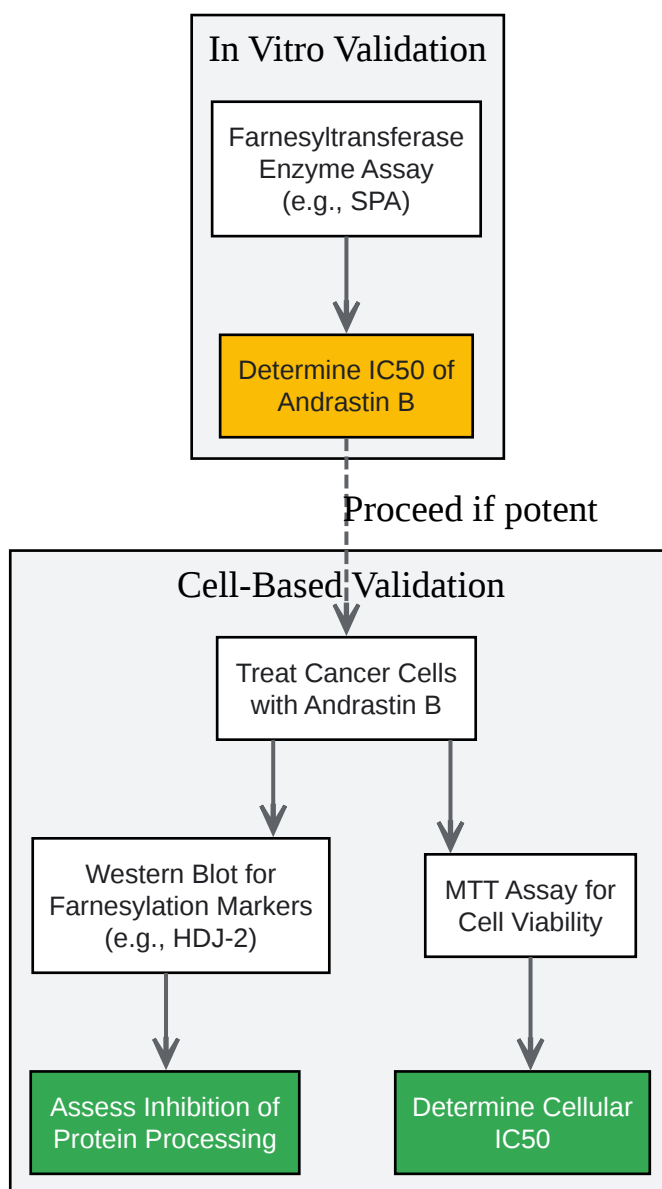 In Vitro Validation
Farnesyltransferase
Enzyme Assay
(e.g., SPA)
Determine IC50 of
Andrastin B
Proceed if potent
Cell-Based Validation
Treat Cancer Cells
with Andrastin B
Western Blot for
Farnesylation Markers
(e.g., HDJ-2)
MTT Assay for
Cell Viability
Assess Inhibition of
Protein Processing
Determine Cellular
IC50